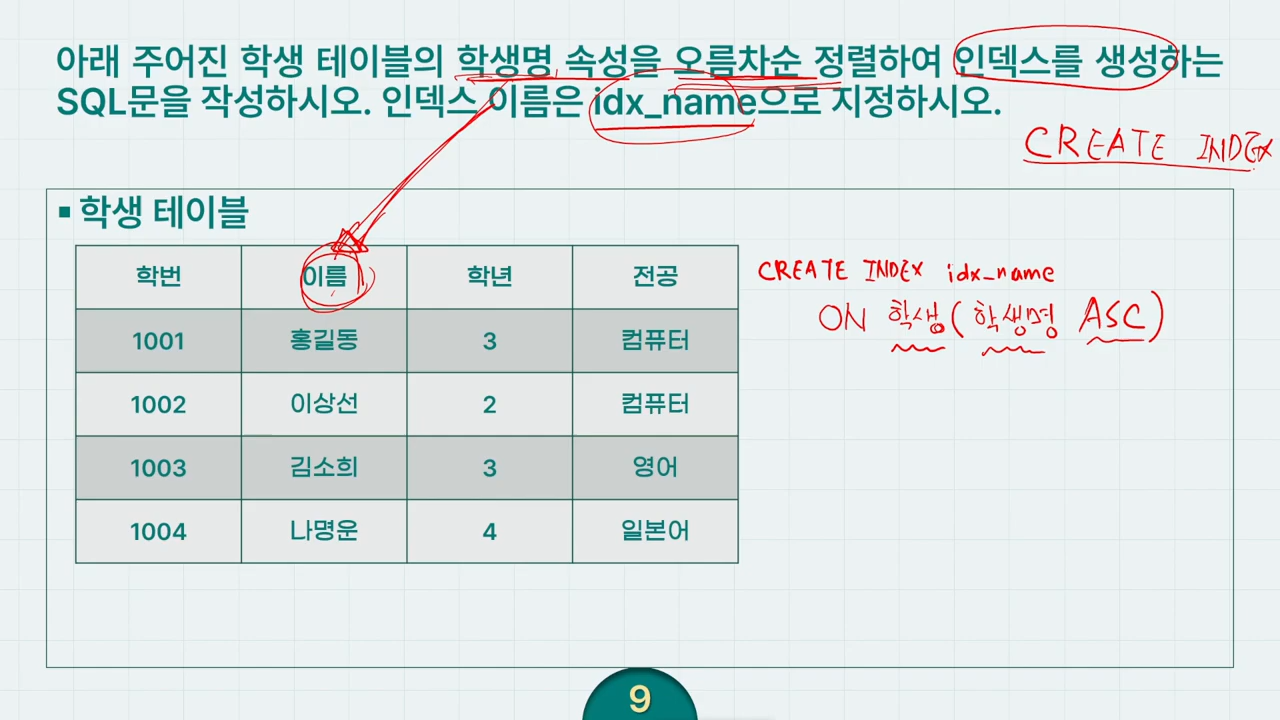 아래 주어진 학생 테이블의 학생명 속성을 오름차순 정렬하여 인덱스를 생성하는
SQL문을 작성하시오. 인덱스 이름은 idx_name으로 지정하시오.
CREATE INDEX
▪ 학생 테이블
학번 이름 학년 전공
1001 홍길동 3 컴퓨터
1002 이상선 2 컴퓨터
1003 김소희 3 영어
1004 나명운 4 일본어
CREATE INDEX idx_name
ON 학생(학생명 ASC)
9